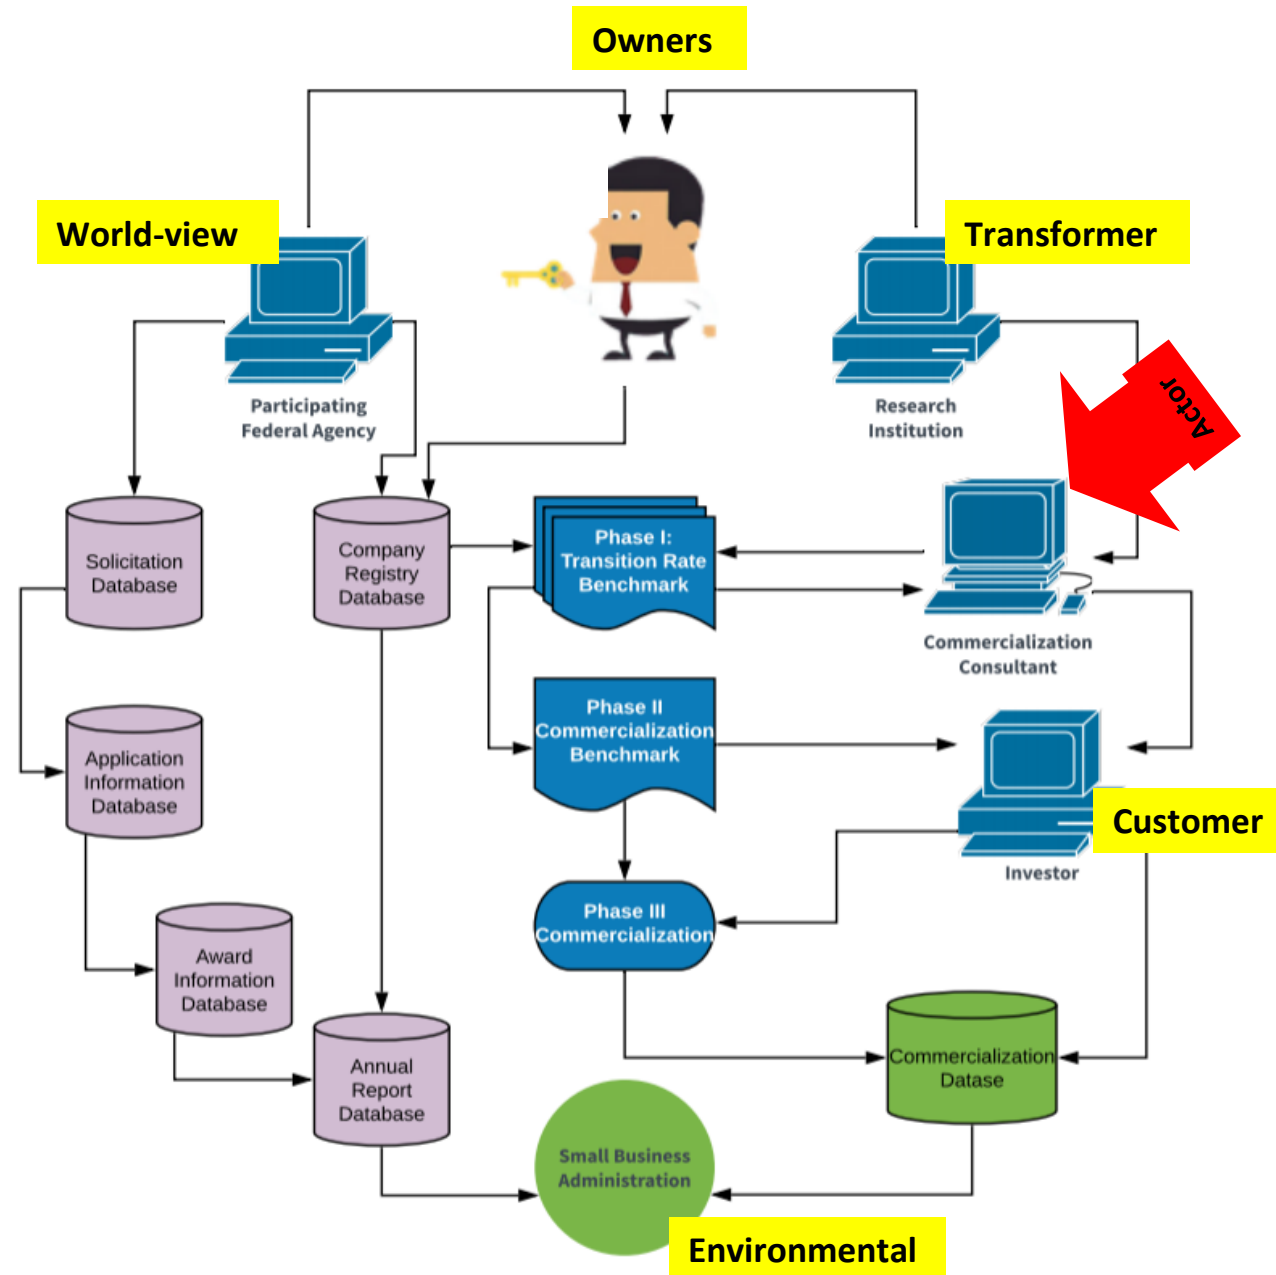 Owners
World-view
Transformer
Actor
Participating
Federal Agency
Research
Institution
Solicitation
Database
Company
Registry
Database
Phase I:
Transition Rate
Benchmark
Commercialization
Consultant
Phase II
Commercialization
Benchmark
Application
Information
Database
Customer
Investor
Phase III
Commercialization
Award
Information
Database
Annual
Report
Database
Commercialization
Datase
Small Business
Administration
Environmental